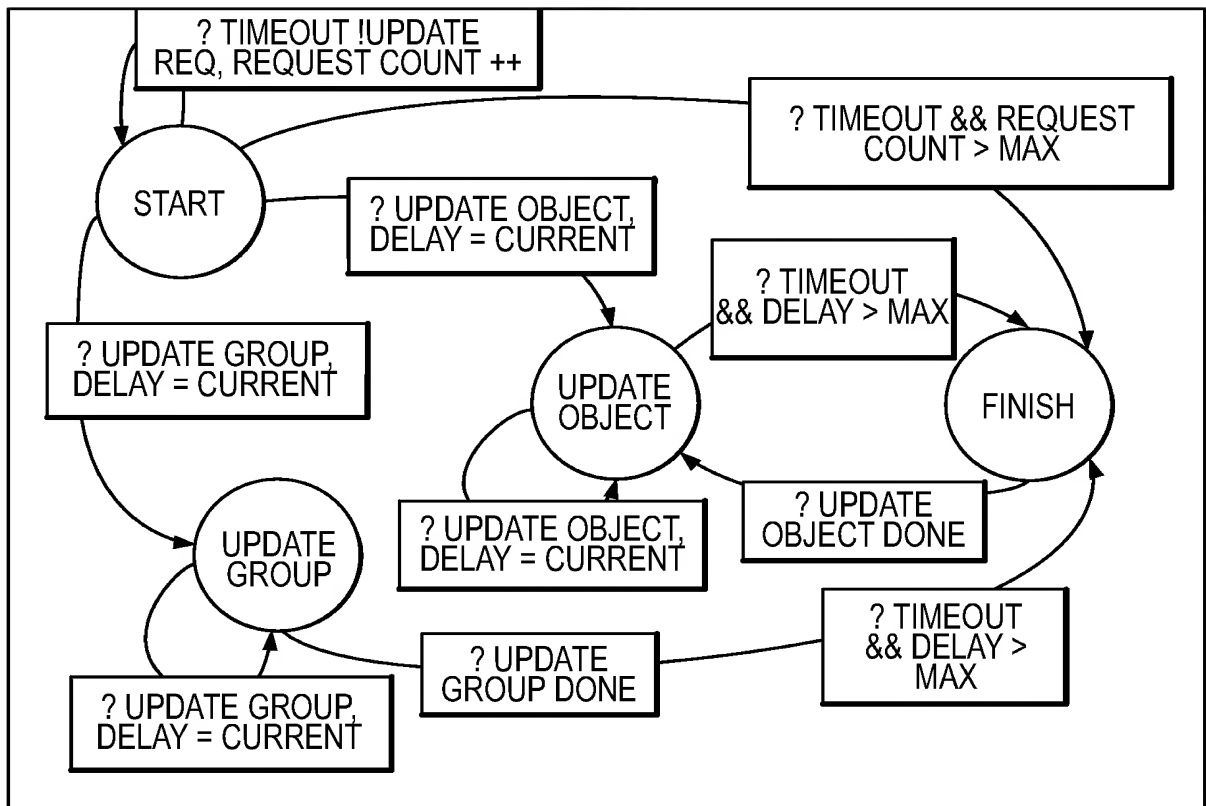 ? TIMEOUT !UPDATE
REQ, REQUEST COUNT ++
? TIMEOUT && REQUEST
COUNT > MAX
START
? UPDATE OBJECT,
DELAY = CURRENT
? TIMEOUT
&& DELAY > MAX
? UPDATE GROUP,
DELAY = CURRENT
UPDATE
OBJECT
FINISH
? UPDATE OBJECT,
DELAY = CURRENT
? UPDATE
OBJECT DONE
UPDATE
GROUP
? TIMEOUT
&& DELAY >
MAX
? UPDATE
GROUP DONE
? UPDATE GROUP,
DELAY = CURRENT